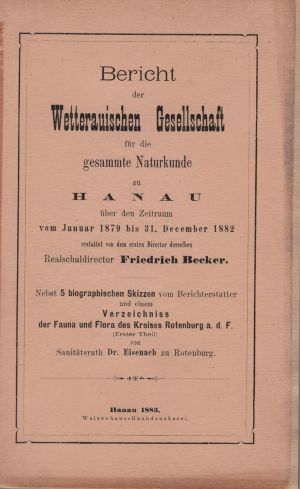 Bericht
der
Wetterauischen Gesellschaft
für die
gesammte Naturkunde
zu
HANAU
über den Zeitraum
vom Januar 1879 bis 31. December 1882
erstattet von dem ersten Director derselben
Realschuldirector Friedrich Becker.
Nebst 5 biographischen Skizzen vom Berichterstatter
und einem
Verzeichniss
der Fauna und Flora des Kreises Rotenburg a. d. F.
(Erster Theil)
von
Sanitätsrath Dr. Eisenach zu Rotenburg.
Hanau 1883.
Waisenhaus-Buchdruckerei.